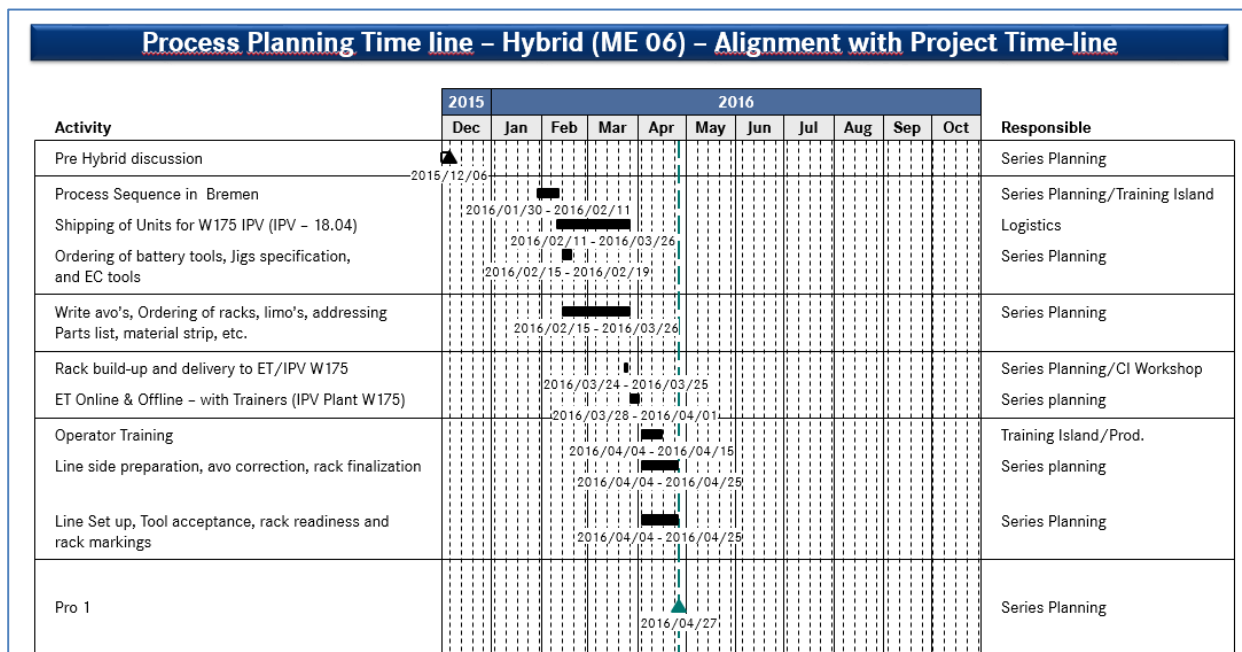 Process Planning Time line – Hybrid (ME 06) – Alignment with Project Time-line
2015 2016
Activity Dec Jan Feb Mar Apr May Jun Jul Aug Sep Oct Responsible
Pre Hybrid discussion Series Planning
2015/12/06
Process Sequence in Bremen Series Planning/Training Island
2016/01/30 - 2016/02/11
Shipping of Units for W175 IPV (IPV – 18.04) Logistics
2016/02/11 - 2016/03/26
Ordering of battery tools, Jigs specification, Series Planning
2016/02/15 - 2016/02/19
and EC tools
Write avo's, Ordering of racks, limo's, addressing Series Planning
2016/02/15 - 2016/03/26
Parts list, material strip, etc.
Rack build-up and delivery to ET/IPV W175 Series Planning/CI Workshop
2016/03/24 - 2016/03/25
ET Online & Offline – with Trainers (IPV Plant W175) Series planning
2016/03/28 - 2016/04/01
Operator Training Training Island/Prod.
2016/04/04 - 2016/04/15
Line side preparation, avo correction, rack finalization Series planning
2016/04/04 - 2016/04/25
Line Set up, Tool acceptance, rack readiness and Series Planning
2016/04/04 - 2016/04/25
rack markings
Pro 1 Series Planning
2016/04/27